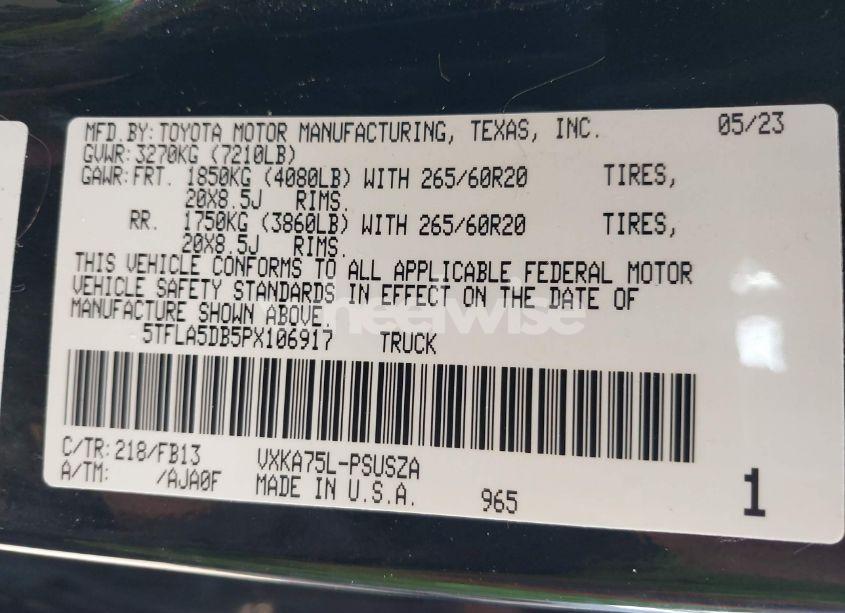 MFD.BY: TOYOTA MOTOR MANUFACTURING, TEXAS, INC. 05/23
GVWR: 3270KG (7210LB)
GAWR: FRT. 1850KG (4080LB) WITH 265/60R20 TIRES,
20X8.5J RIMS.
RR. 1750KG (3860LB) WITH 265/60R20 TIRES,
20X8.5J RIMS.
THIS VEHICLE CONFORMS TO ALL APPLICABLE FEDERAL MOTOR
VEHICLE SAFETY STANDARDS IN EFFECT ON THE DATE OF
MANUFACTURE SHOWN ABOVE.
5TFLA5DB5PX106917 TRUCK
C/TR: 218/FB13 VXKA75L-PSUSZA
A/TM: /AJA0F MADE IN U.S.A. 965 1